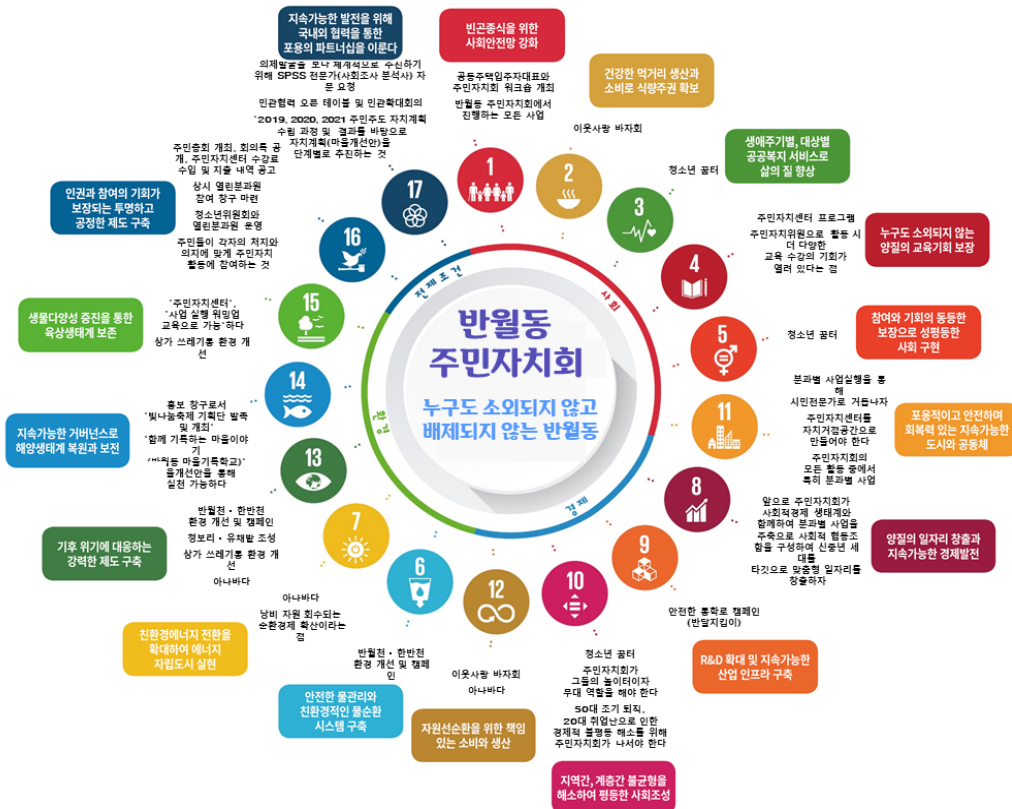 지속가능한 발전을 위해
국내외 협력을 통한
포용의 파트너십을 이룬다
의제발굴을 보다 체계적으로 추진하기
위해 SPSS 전문가(사회조사 분석사) 자
문 요청
민관협력 오픈 테이블 및 민관확대회의
'2019, 2020, 2021 주민주도 자치계획
수립 과정 및 결과를 바탕으로
자치계획(마을개선안)을
단계별로 추진하는 것
17
빈곤종식을 위한
사회안전망 강화
공동주택입주자대표와
주민자치회 워크숍 개최
반월동 주민자치회에서
진행하는 모든 사업
1
건강한 먹거리 생산과
소비로 식량주권 확보
이웃사랑 바자회
2
생애주기별, 대상별
공공복지 서비스로
삶의 질 향상
청소년 꿈터
3
누구도 소외되지 않는
양질의 교육기회 보장
주민자치센터 프로그램
주민자치위원으로 활동 시
더 다양한
교육 수강의 기회가
열려 있다는 점
4
참여와 기회의 동등한
보장으로 성평등한
사회 구현
청소년 꿈터
5
포용적이고 안전하며
회복력 있는 지속가능한
도시와 공동체
분과별 사업실행을 통
해
시민전문가로 거듭나자
주민자치센터를
자치거점공간으로
만들어야 한다
주민자치회의
모든 활동 중에서
특히 분과별 사업
11
양질의 일자리 창출과
지속가능한 경제발전
앞으로 주민자치회가
사회적경제 생태계와
함께하여 분과별 사업을
주축으로 사회적 협동조
합을 구성하여 신중년 세
대를
타깃으로 맞춤형 일자리를
창출하자
8
R&D 확대 및 지속가능한
산업 인프라 구축
안전한 통학로 캠페인
(반달지킴이)
9
10
청소년 꿈터
주민자치회가
그들의 놀이터이자
무대 역할을 해야 한다
50대 조기 퇴직,
20대 취업난으로 인한
경제적 불평등 해소를 위해
주민자치회가 나서야 한다
지역간, 계층간 불균형을
해소하여 평등한 사회조성
12
이웃사랑 바자회
아나바다
자원선순환을 위한 책임
있는 소비와 생산
6
반월천·한반천
환경 개선 및 캠페
인
안전한 물관리와
친환경적인 물순환
시스템 구축
7
아나바다
낭비 자원 회수되는
순환경제 확산이라는
점
친환경에너지 전환을
확대하여 에너지
자립도시 실현
13
반월천·한반천
환경 개선 및 캠페인
청보리·유채밭 조성
상가 쓰레기통 환경 개
선
아나바다
기후 위기에 대응하는
강력한 제도 구축
14
홍보 창구로서
'빛나눔축제 기획단 발족
및 개최'
'함께 기록하는 마을이야
기
(반월동 마을기록학교)'
을개선안을 통해
실천 가능하다
지속가능한 거버넌스로
해양생태계 복원과 보전
15
'주민자치센터',
'사업 실행 워밍업
교육으로 가능'하다
상가 쓰레기통 환경 개
선
생물다양성 증진을 통한
육상생태계 보존
16
주민총회 개최, 회의록 공
개, 주민자치센터 수강료
수입 및 지출 내역 공고
상시 열린분과원
참여 창구 마련
청소년위원회와
열린분과원 운영
주민들이 각자의 처지와
의지에 맞게 주민자치
활동에 참여하는 것
인권과 참여의 기회가
보장되는 투명하고
공정한 제도 구축
전제조건
사회
경제
환경
반월동
주민자치회
누구도 소외되지 않고
배제되지 않는 반월동